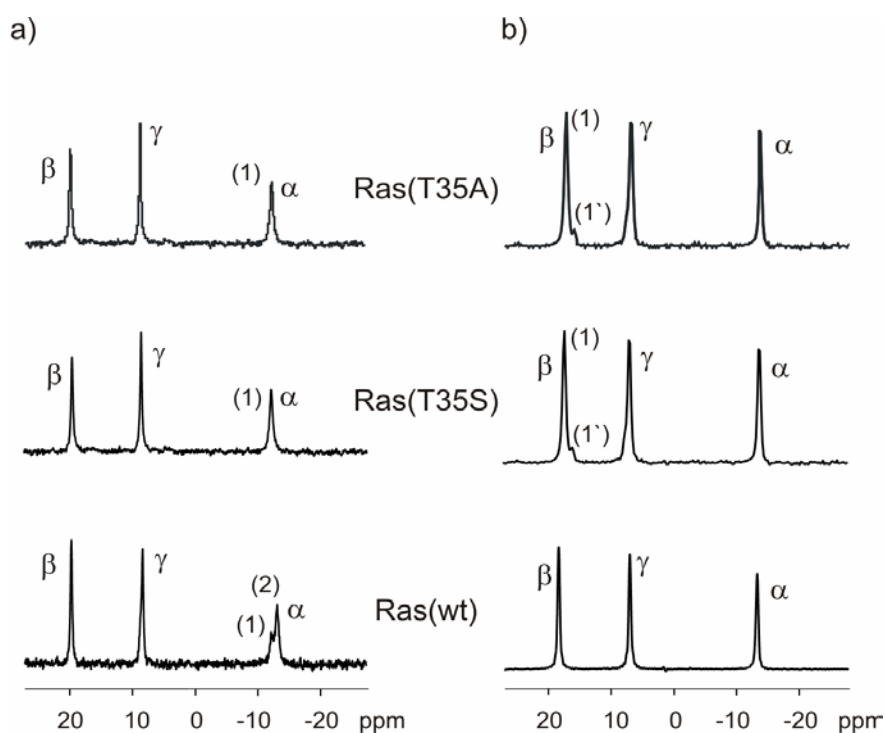 a)
b)
β
γ
(1)
α
Ras(T35A)
β
(1)
(1`)
γ
α
β
γ
(1)
α
Ras(T35S)
β
(1)
(1`)
γ
α
β
γ
(1)
(2)
α
Ras(wt)
β
γ
α
20 10 0 -10 -20 ppm
20 10 0 -10 -20 ppm